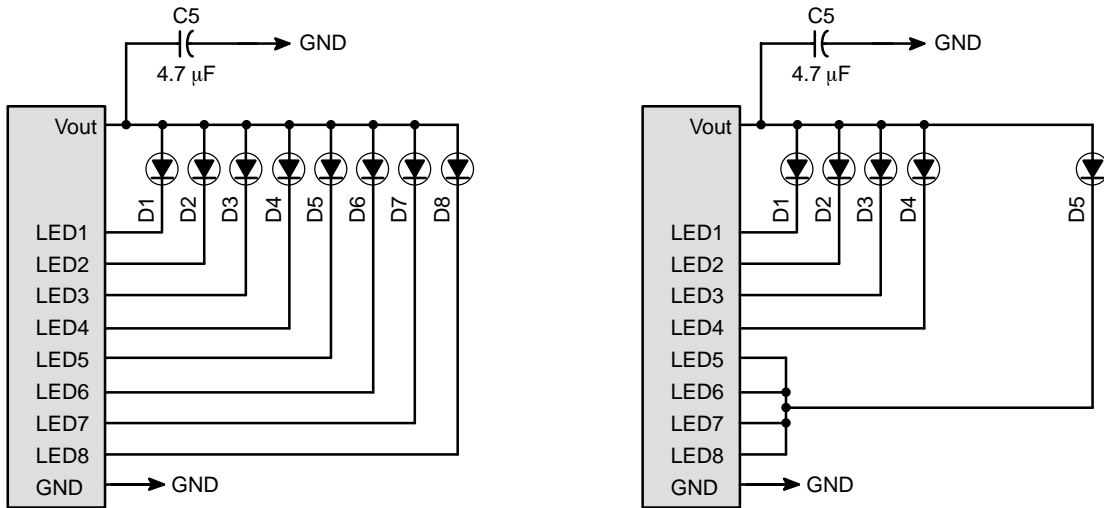 C5
GND
4.7 μF
Vout
D1
D2
D3
D4
D5
D6
D7
D8
LED1
LED2
LED3
LED4
LED5
LED6
LED7
LED8
GND
GND
C5
GND
4.7 μF
Vout
D1
D2
D3
D4
D5
LED1
LED2
LED3
LED4
LED5
LED6
LED7
LED8
GND
GND